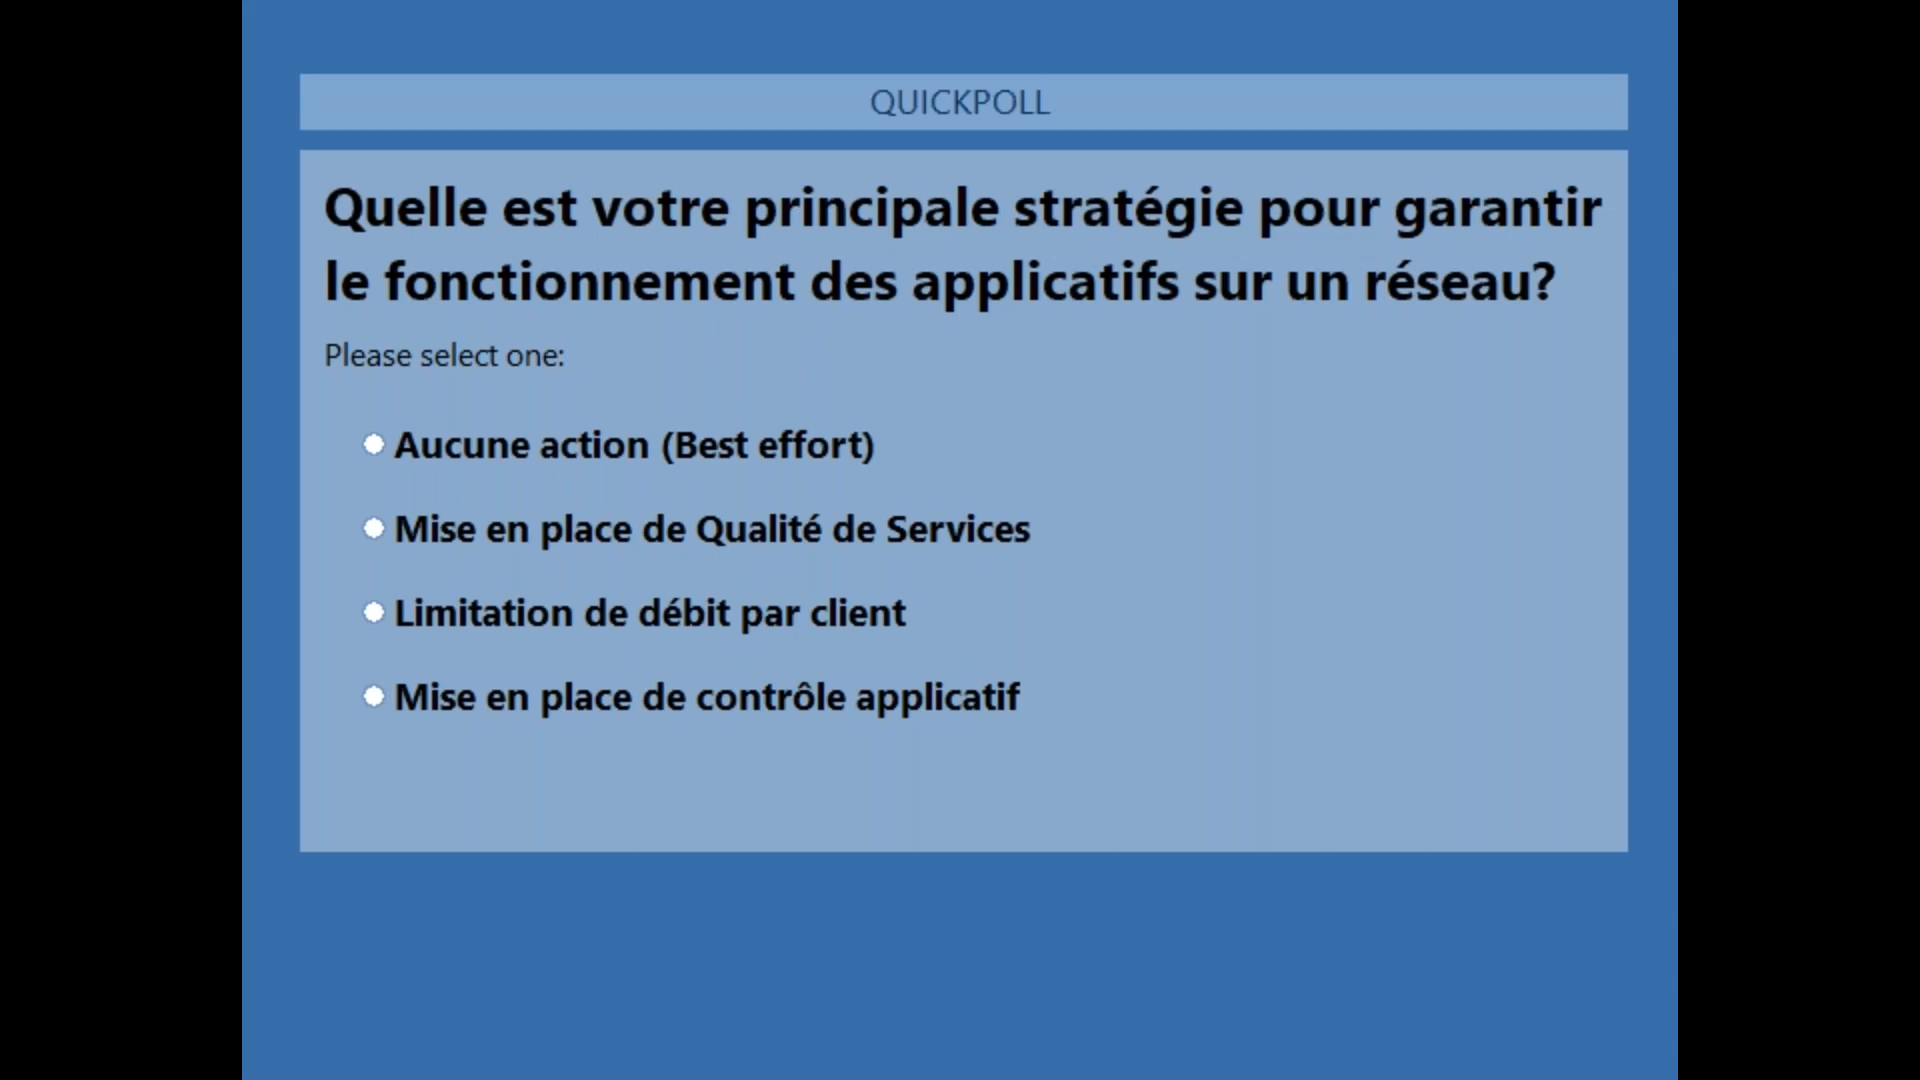 QUICKPOLL
Quelle est votre principale stratégie pour garantir
le fonctionnement des applicatifs sur un réseau?
Please select one:
Aucune action (Best effort)
Mise en place de Qualité de Services
Limitation de débit par client
Mise en place de contrôle applicatif